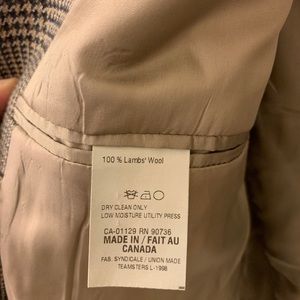 100 % Lambs' Wool
DRY CLEAN ONLY
LOW MOISTURE UTILITY PRESS
CA-01129 RN 90736
MADE IN / FAIT AU
CANADA
FAB. SYNDICALE / UNION MADE
TEAMSTERS L-1998